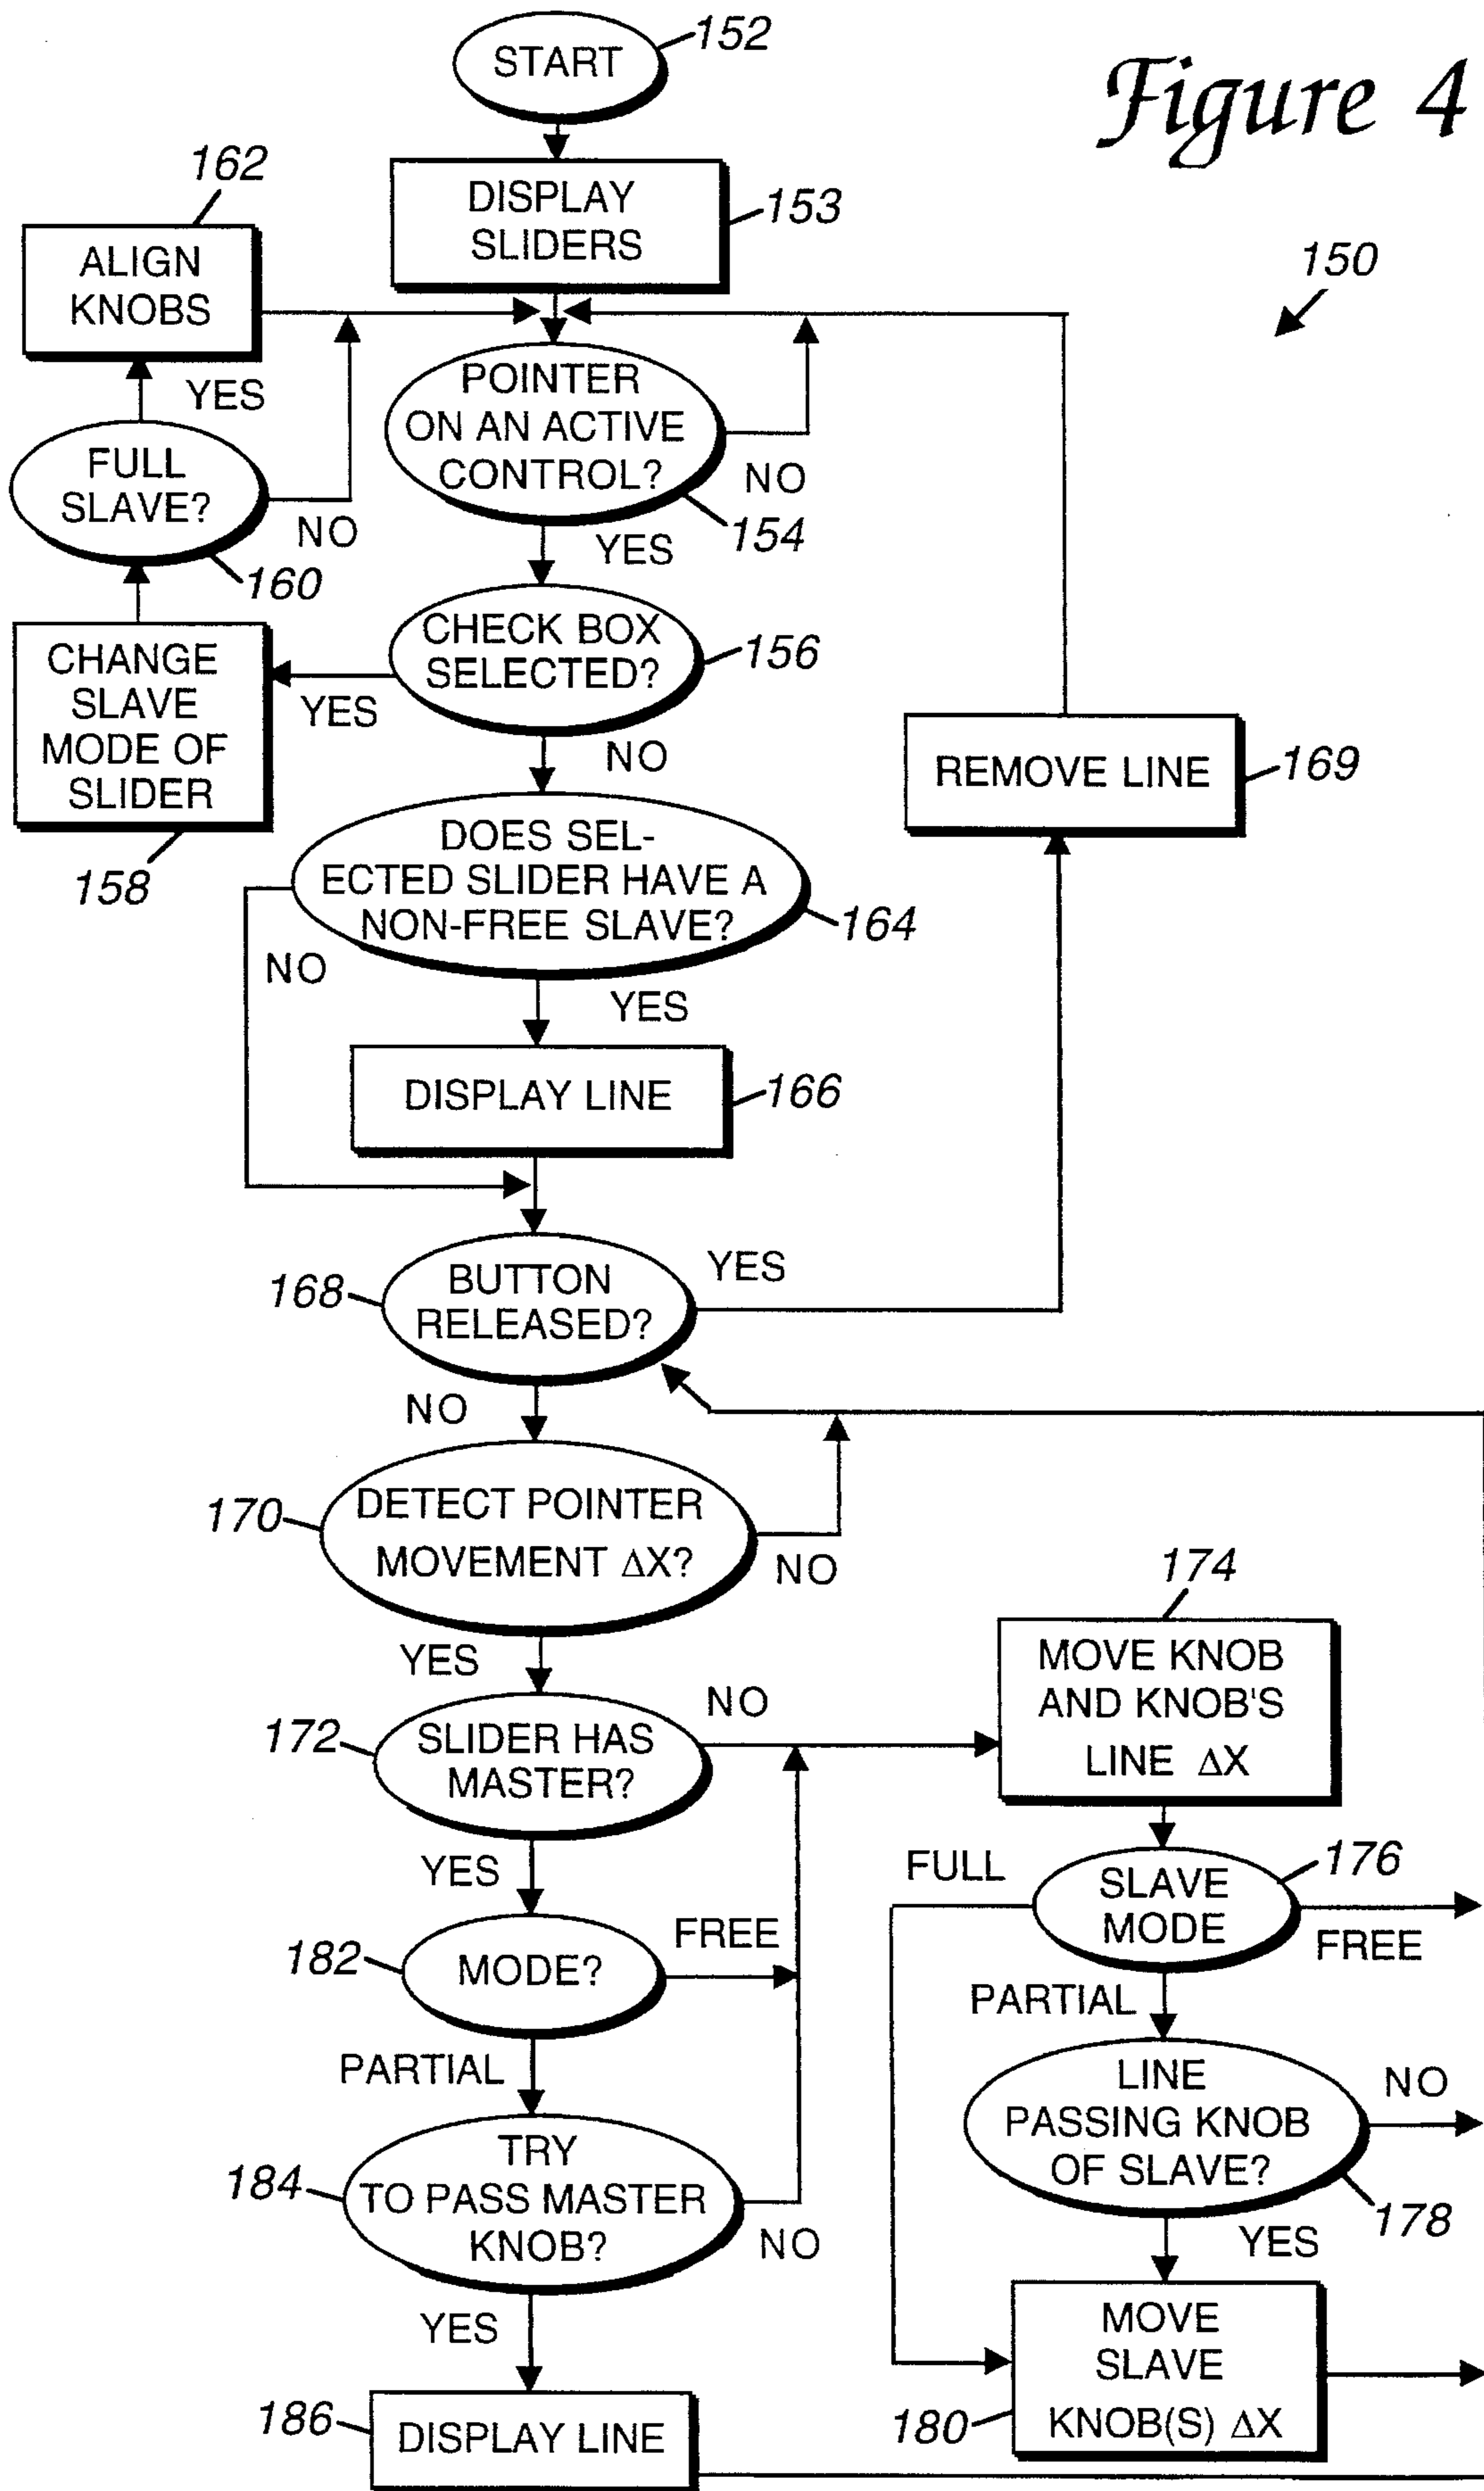 Figure 4
START
152
DISPLAY
SLIDERS
153
150
162
ALIGN
KNOBS
YES
FULL
SLAVE?
NO
160
POINTER
ON AN ACTIVE
CONTROL?
NO
154
YES
CHECK BOX
SELECTED?
156
YES
NO
CHANGE
SLAVE
MODE OF
SLIDER
158
REMOVE LINE
169
DOES SEL-
ECTED SLIDER HAVE A
NON-FREE SLAVE?
164
NO
YES
DISPLAY LINE
166
168
BUTTON
RELEASED?
YES
NO
170
DETECT POINTER
MOVEMENT ΔX?
NO
YES
172
SLIDER HAS
MASTER?
NO
YES
174
MOVE KNOB
AND KNOB'S
LINE ΔX
182
MODE?
FREE
PARTIAL
FULL
SLAVE
MODE
176
FREE
PARTIAL
184
TRY
TO PASS MASTER
KNOB?
NO
YES
LINE
PASSING KNOB
OF SLAVE?
NO
178
YES
186
DISPLAY LINE
180
MOVE
SLAVE
KNOB(S) ΔX